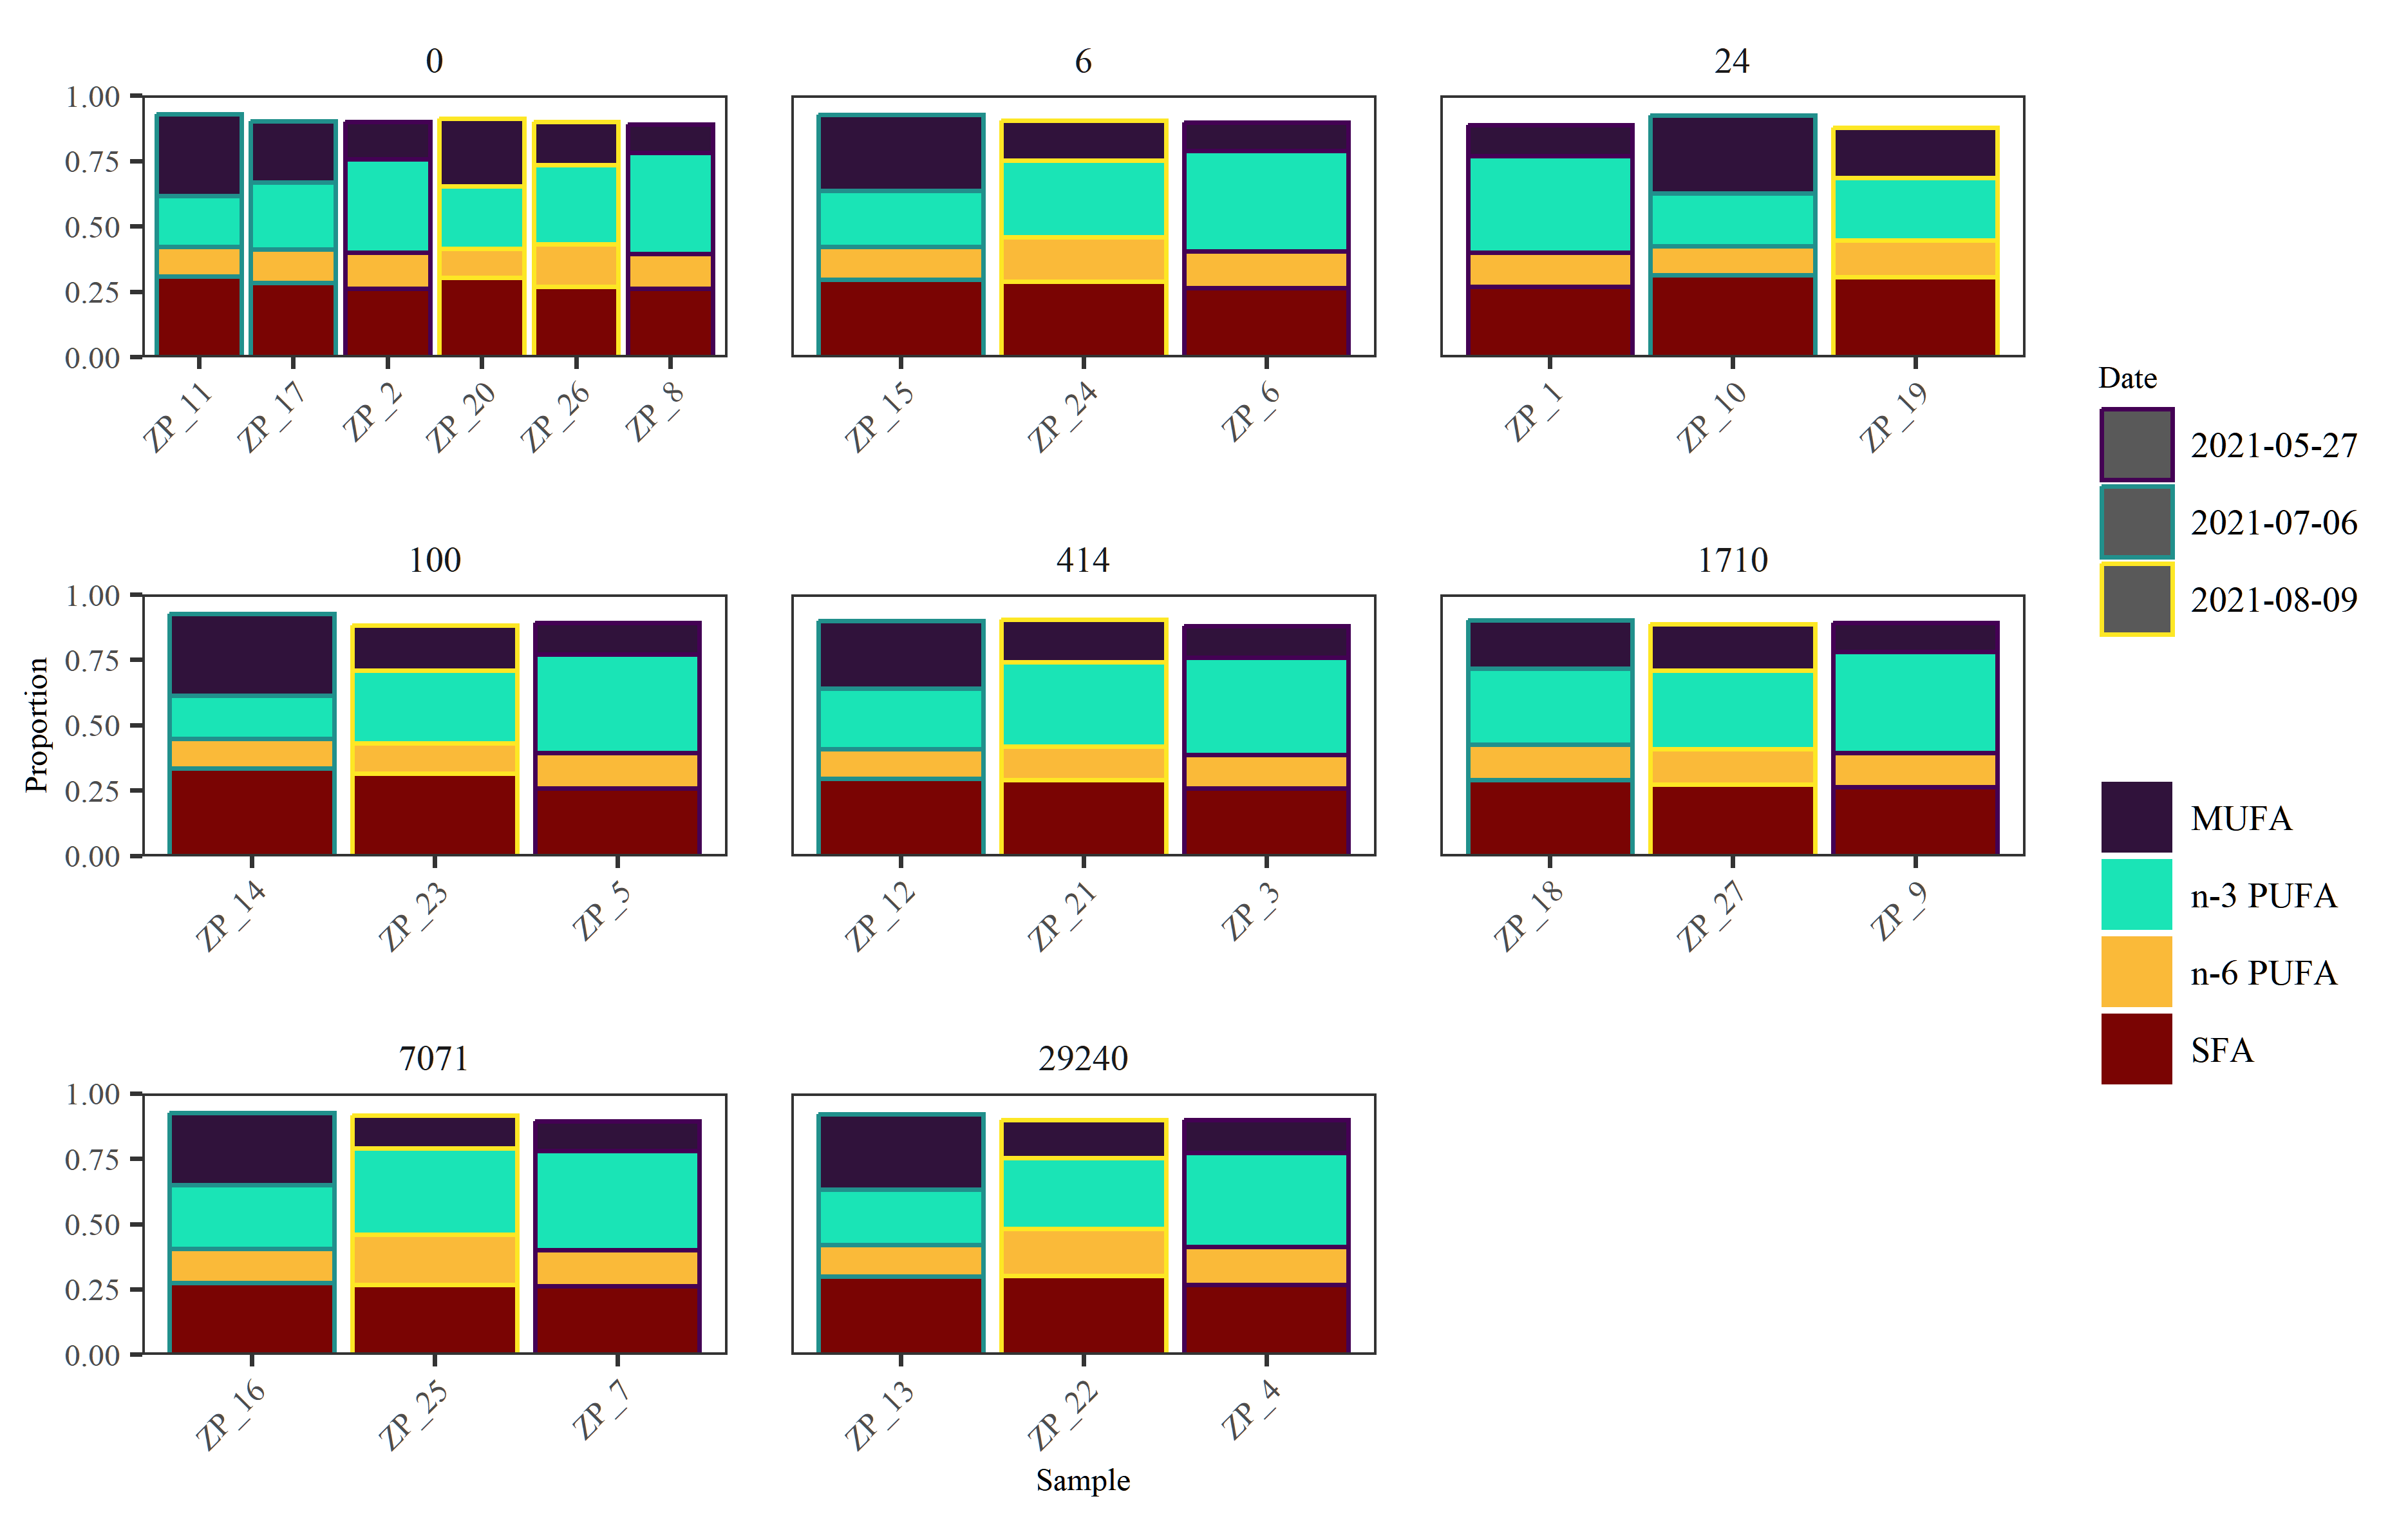 0
6
24
1.00
0.75
0.50
0.25
0.00
ZP_11
ZP_17
ZP_2
ZP_20
ZP_26
ZP_8
ZP_15
ZP_24
ZP_6
ZP_1
ZP_10
ZP_19
100
414
1710
1.00
0.75
0.50
0.25
0.00
ZP_14
ZP_23
ZP_5
ZP_12
ZP_21
ZP_3
ZP_18
ZP_27
ZP_9
7071
29240
1.00
0.75
0.50
0.25
0.00
ZP_16
ZP_25
ZP_7
ZP_13
ZP_22
ZP_4
Proportion
Sample
Date
2021-05-27
2021-07-06
2021-08-09
MUFA
n-3 PUFA
n-6 PUFA
SFA